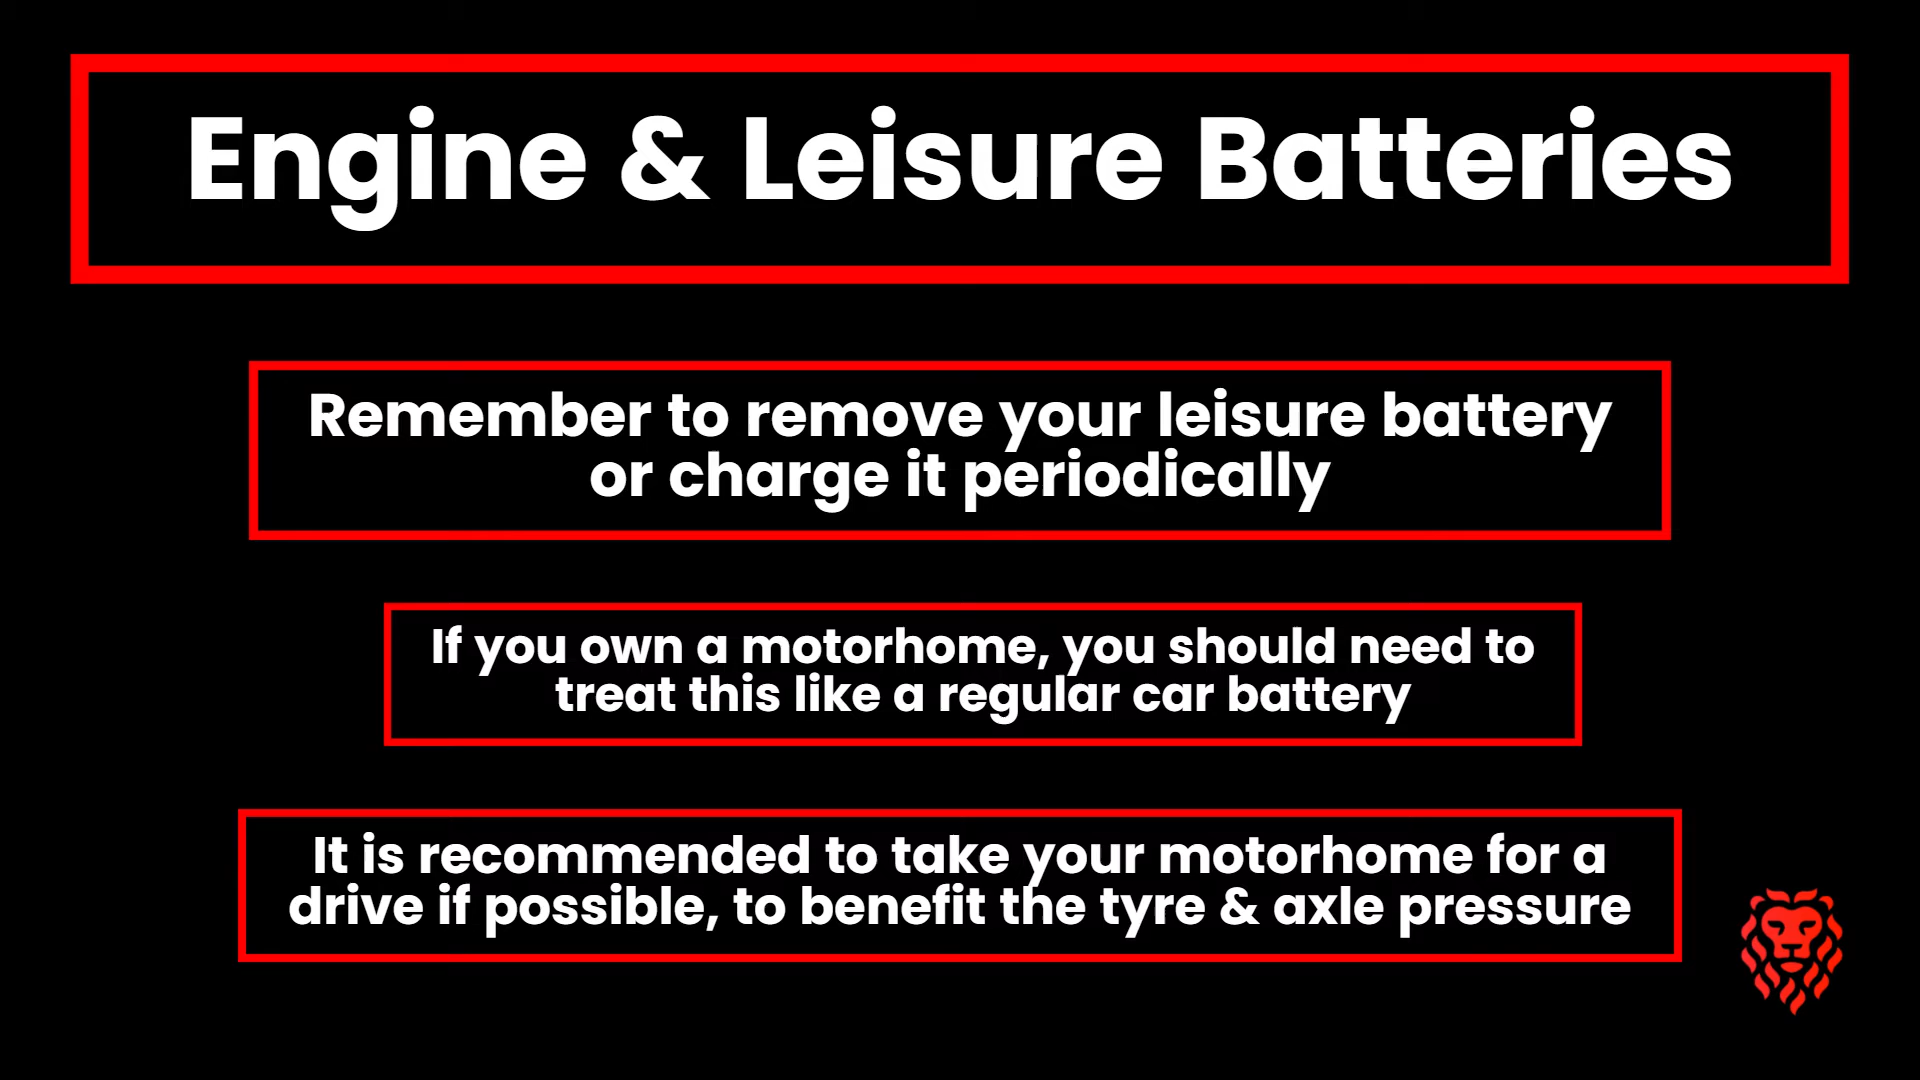 Engine & Leisure Batteries
Remember to remove your leisure battery
or charge it periodically
If you own a motorhome, you should need to
treat this like a regular car battery
It is recommended to take your motorhome for a
drive if possible, to benefit the tyre & axle pressure